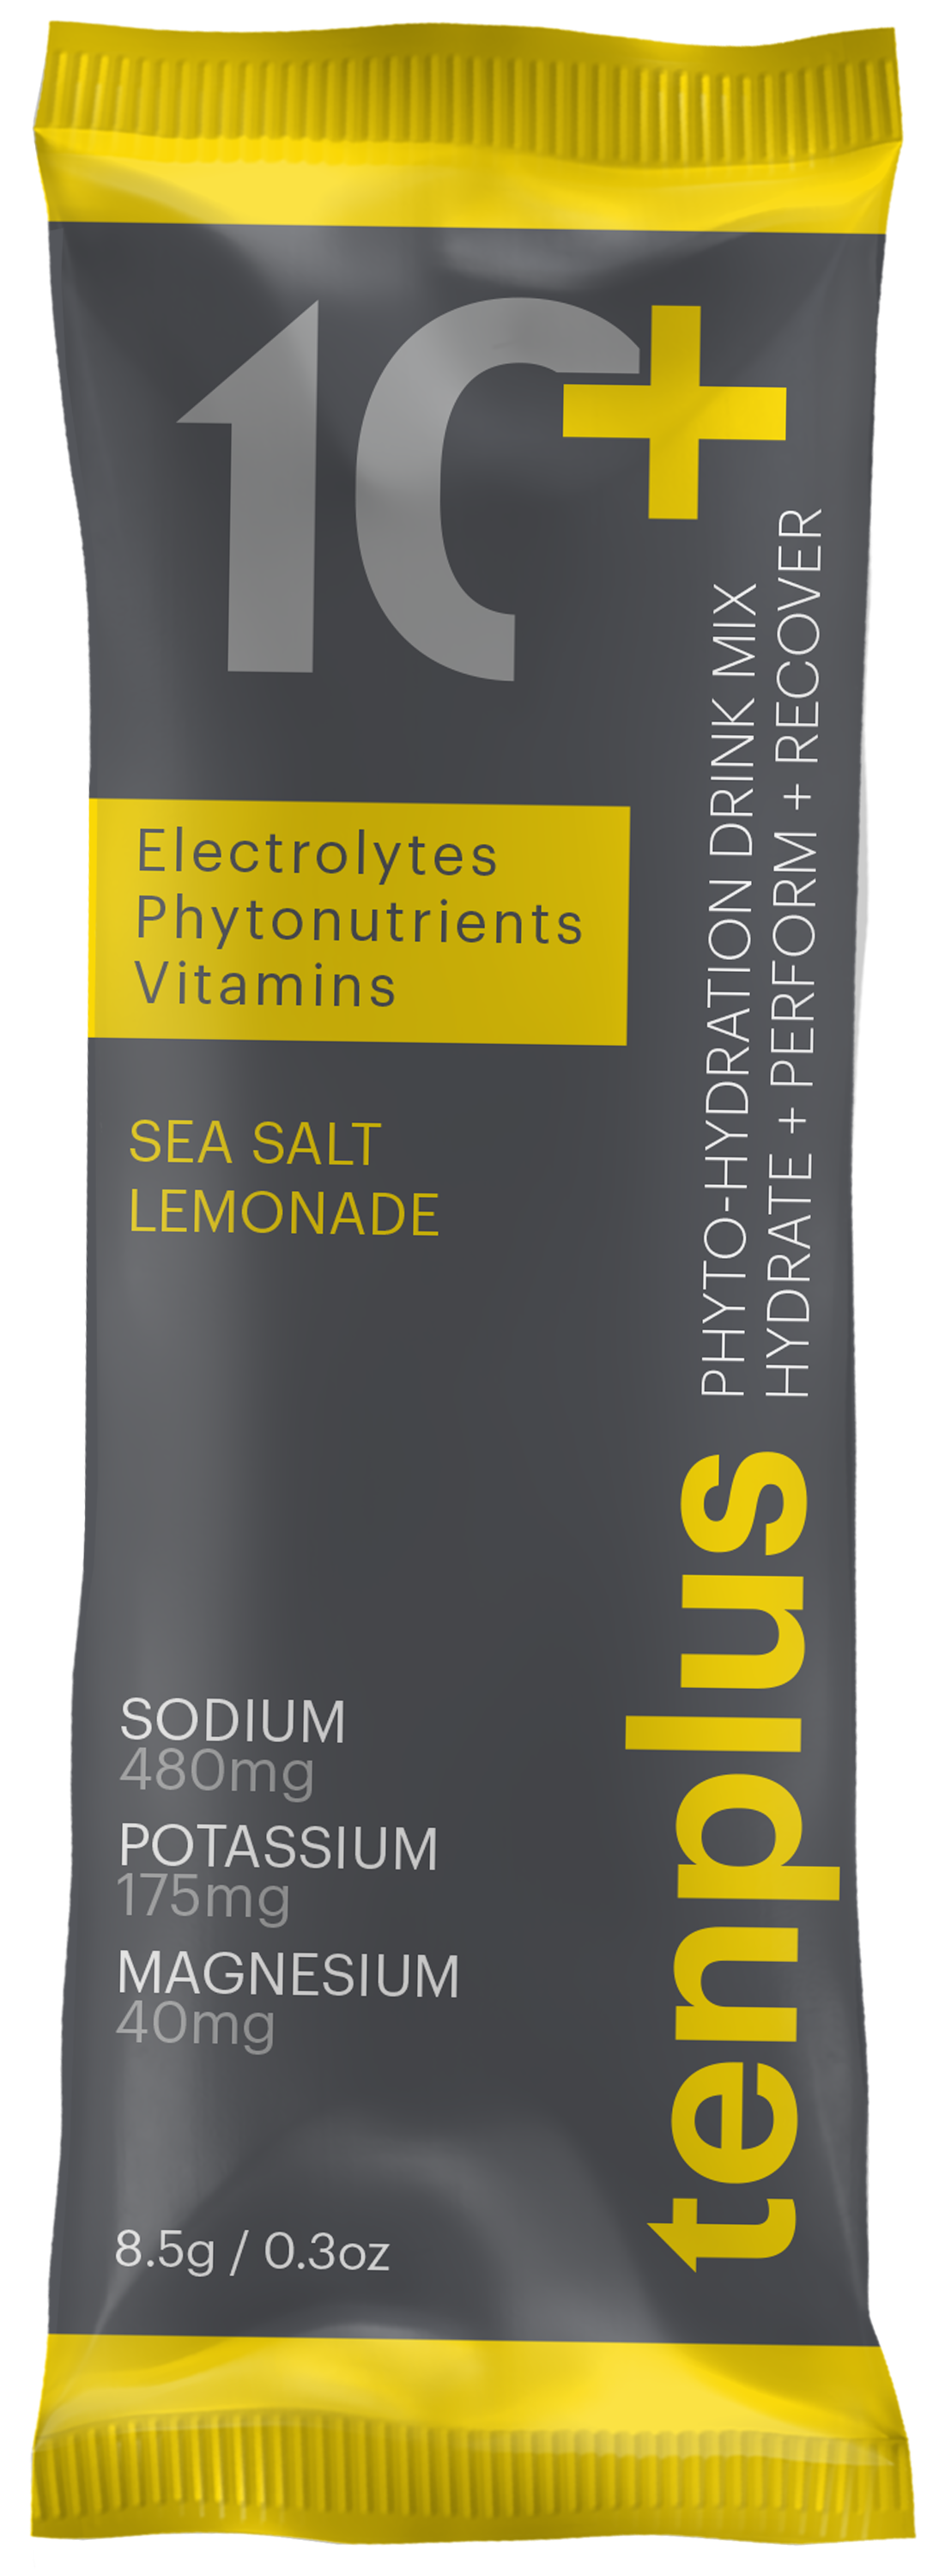 10+
Electrolytes
Phytonutrients
Vitamins
SEA SALT
LEMONADE
SODIUM
480mg
POTASSIUM
175mg
MAGNESIUM
40mg
8.5g / 0.3oz
tenplus
PHYTO-HYDRATION DRINK MIX
HYDRATE + PERFORM + RECOVER